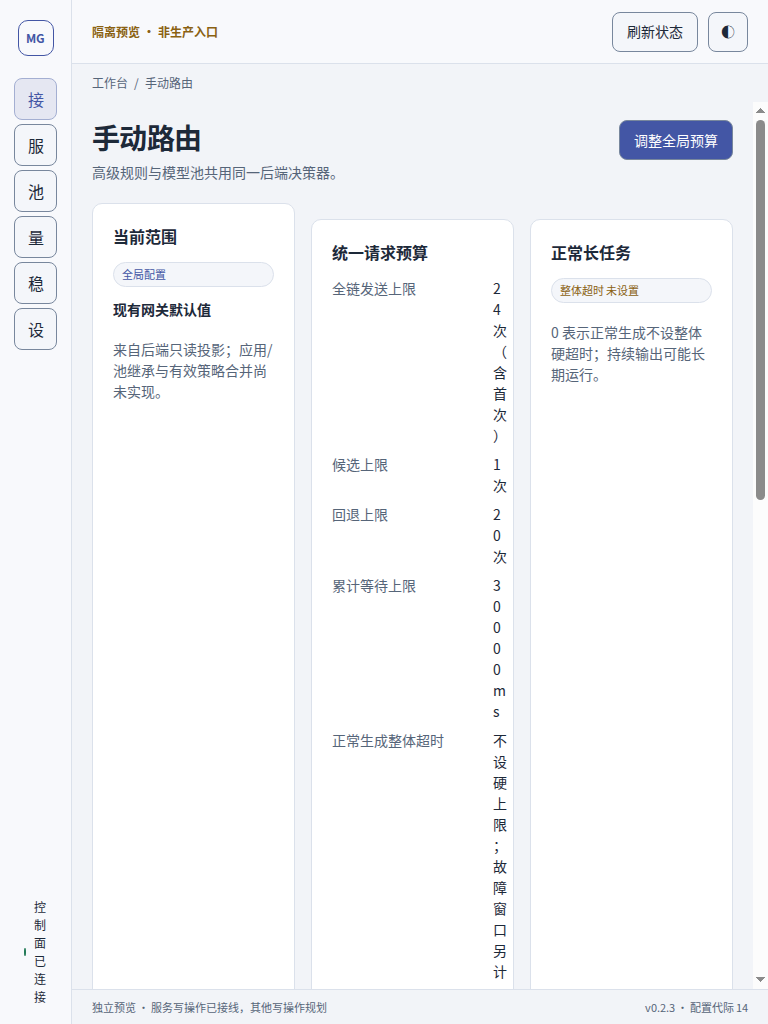 MG
接
服
池
量
稳
设
控
制
面
已
连
接
隔离预览 · 非生产入口
刷新状态
工作台 / 手动路由
手动路由
高级规则与模型池共用同一后端决策器。
调整全局预算
当前范围
全局配置
现有网关默认值
来自后端只读投影；应用/
池继承与有效策略合并尚
未实现。
统一请求预算
全链发送上限
2
4
次
（
含
首
次
）
候选上限
1
次
回退上限
2
0
次
累计等待上限
3
0
0
0
0
m
s
正常生成整体超时
不
设
硬
上
限
；
故
障
窗
口
另
计
正常长任务
整体超时 未设置
0 表示正常生成不设整体
硬超时；持续输出可能长
期运行。
独立预览 · 服务写操作已接线，其他写操作规划
v0.2.3 · 配置代际 14